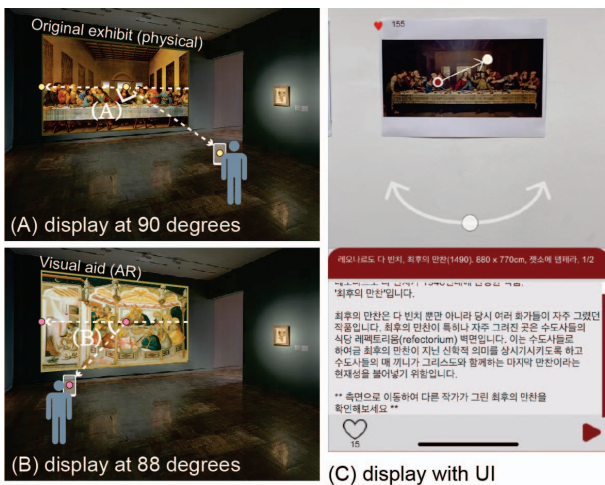 Original exhibit (physical)
(A)
(A) display at 90 degrees
Visual aid (AR)
(B)
(B) display at 88 degrees
155
레오나르도 다 빈치, 최후의 만찬(1490). 880 x 770cm, 젯소에 템페라, 1/2
'최후의 만찬'입니다.
최후의 만찬은 다 빈치 뿐만 아니라 당시 여러 화가들이 자주 그렸던
작품입니다. 최후의 만찬이 특히나 자주 그려진 곳은 수도사들의
식당 레펙토리움(refectorium) 벽면입니다. 이는 수도사들로
하여금 최후의 만찬이 지닌 신학적 의미를 상시기시키도록 하고
수도사들의 매 끼니가 그리스도와 함께하는 마지막 만찬이라는
현재성을 불어넣기 위함입니다.
** 측면으로 이동하여 다른 작가가 그린 최후의 만찬을
확인해보세요 **
15
(C) display with UI